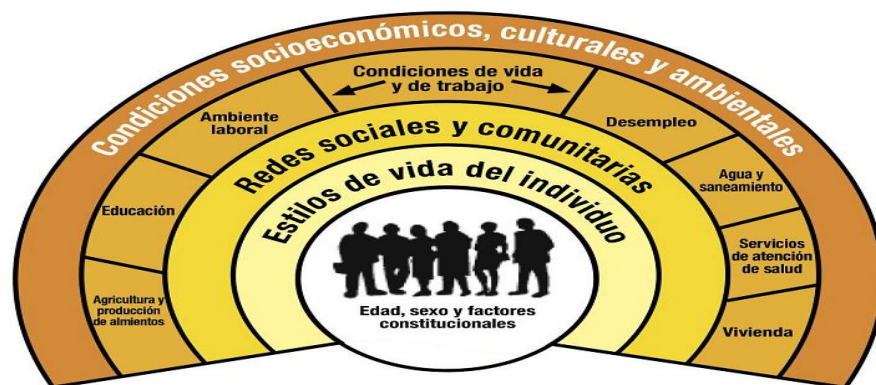 Condiciones socioeconómicos, culturales y ambientales
Condiciones de vida
y de trabajo
Ambiente
laboral
Desempleo
Educación
Agua y
saneamiento
Agricultura y
producción
de almientos
Servicios
de atención
de salud
Vivienda
Redes sociales y comunitarias
Estilos de vida del individuo
Edad, sexo y factores
constitucionales